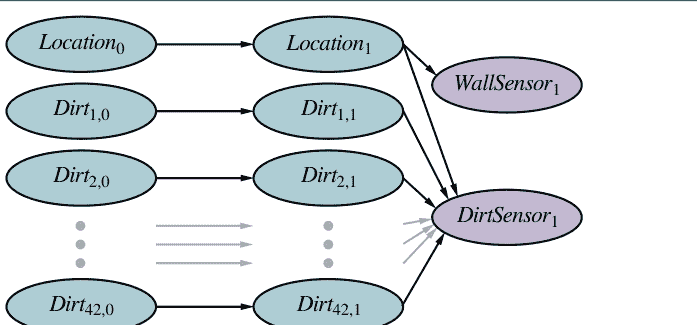 Location0 Location1
WallSensor1
Dirt1,0 Dirt1,1
Dirt2,0 Dirt2,1
DirtSensor1
Dirt42,0 Dirt42,1